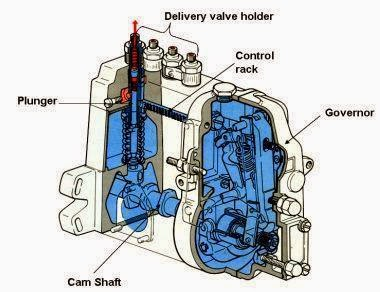 Delivery valve holder
Control
rack
Plunger
Governor
Cam Shaft